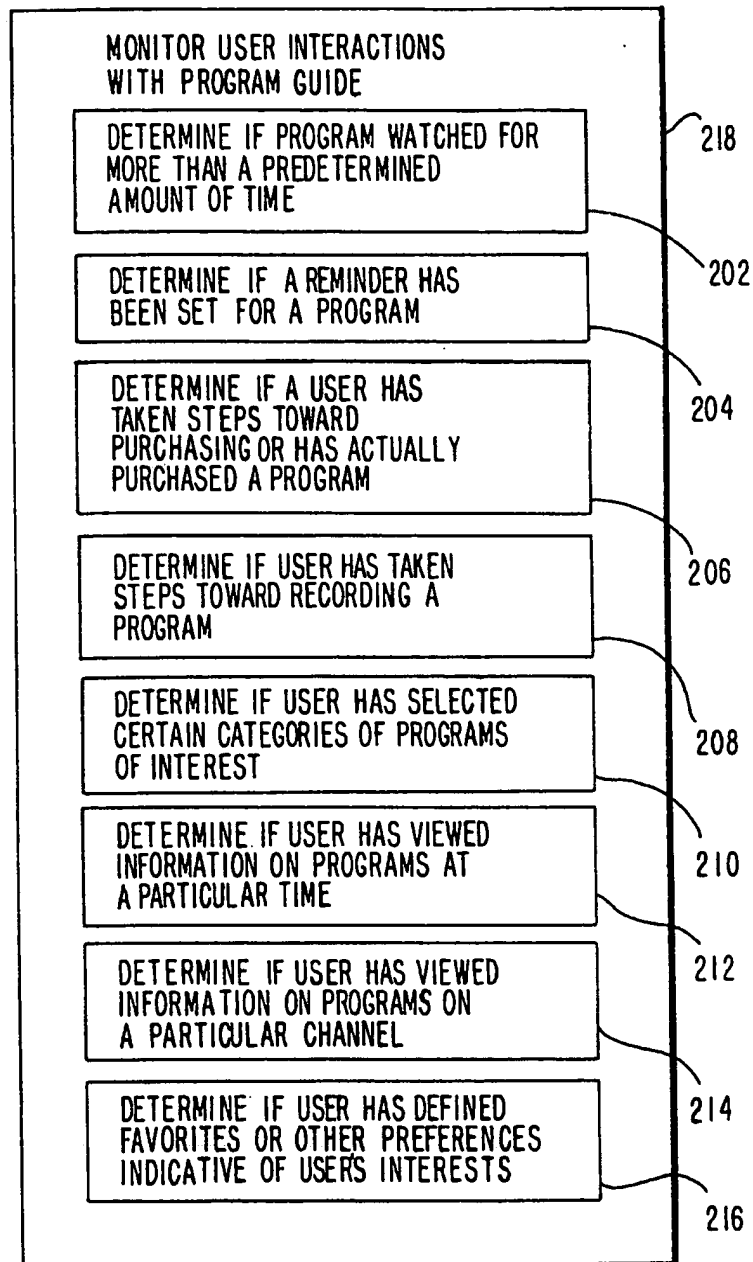 MONITOR USER INTERACTIONS
WITH PROGRAM GUIDE
218
DETERMINE IF PROGRAM WATCHED FOR
MORE THAN A PREDETERMINED
AMOUNT OF TIME
202
DETERMINE IF A REMINDER HAS
BEEN SET FOR A PROGRAM
204
DETERMINE IF A USER HAS
TAKEN STEPS TOWARD
PURCHASING OR HAS ACTUALLY
PURCHASED A PROGRAM
206
DETERMINE IF USER HAS TAKEN
STEPS TOWARD RECORDING A
PROGRAM
208
DETERMINE IF USER HAS SELECTED
CERTAIN CATEGORIES OF PROGRAMS
OF INTEREST
210
DETERMINE IF USER HAS VIEWED
INFORMATION ON PROGRAMS AT
A PARTICULAR TIME
212
DETERMINE IF USER HAS VIEWED
INFORMATION ON PROGRAMS ON
A PARTICULAR CHANNEL
214
DETERMINE IF USER HAS DEFINED
FAVORITES OR OTHER PREFERENCES
INDICATIVE OF USER'S INTERESTS
216